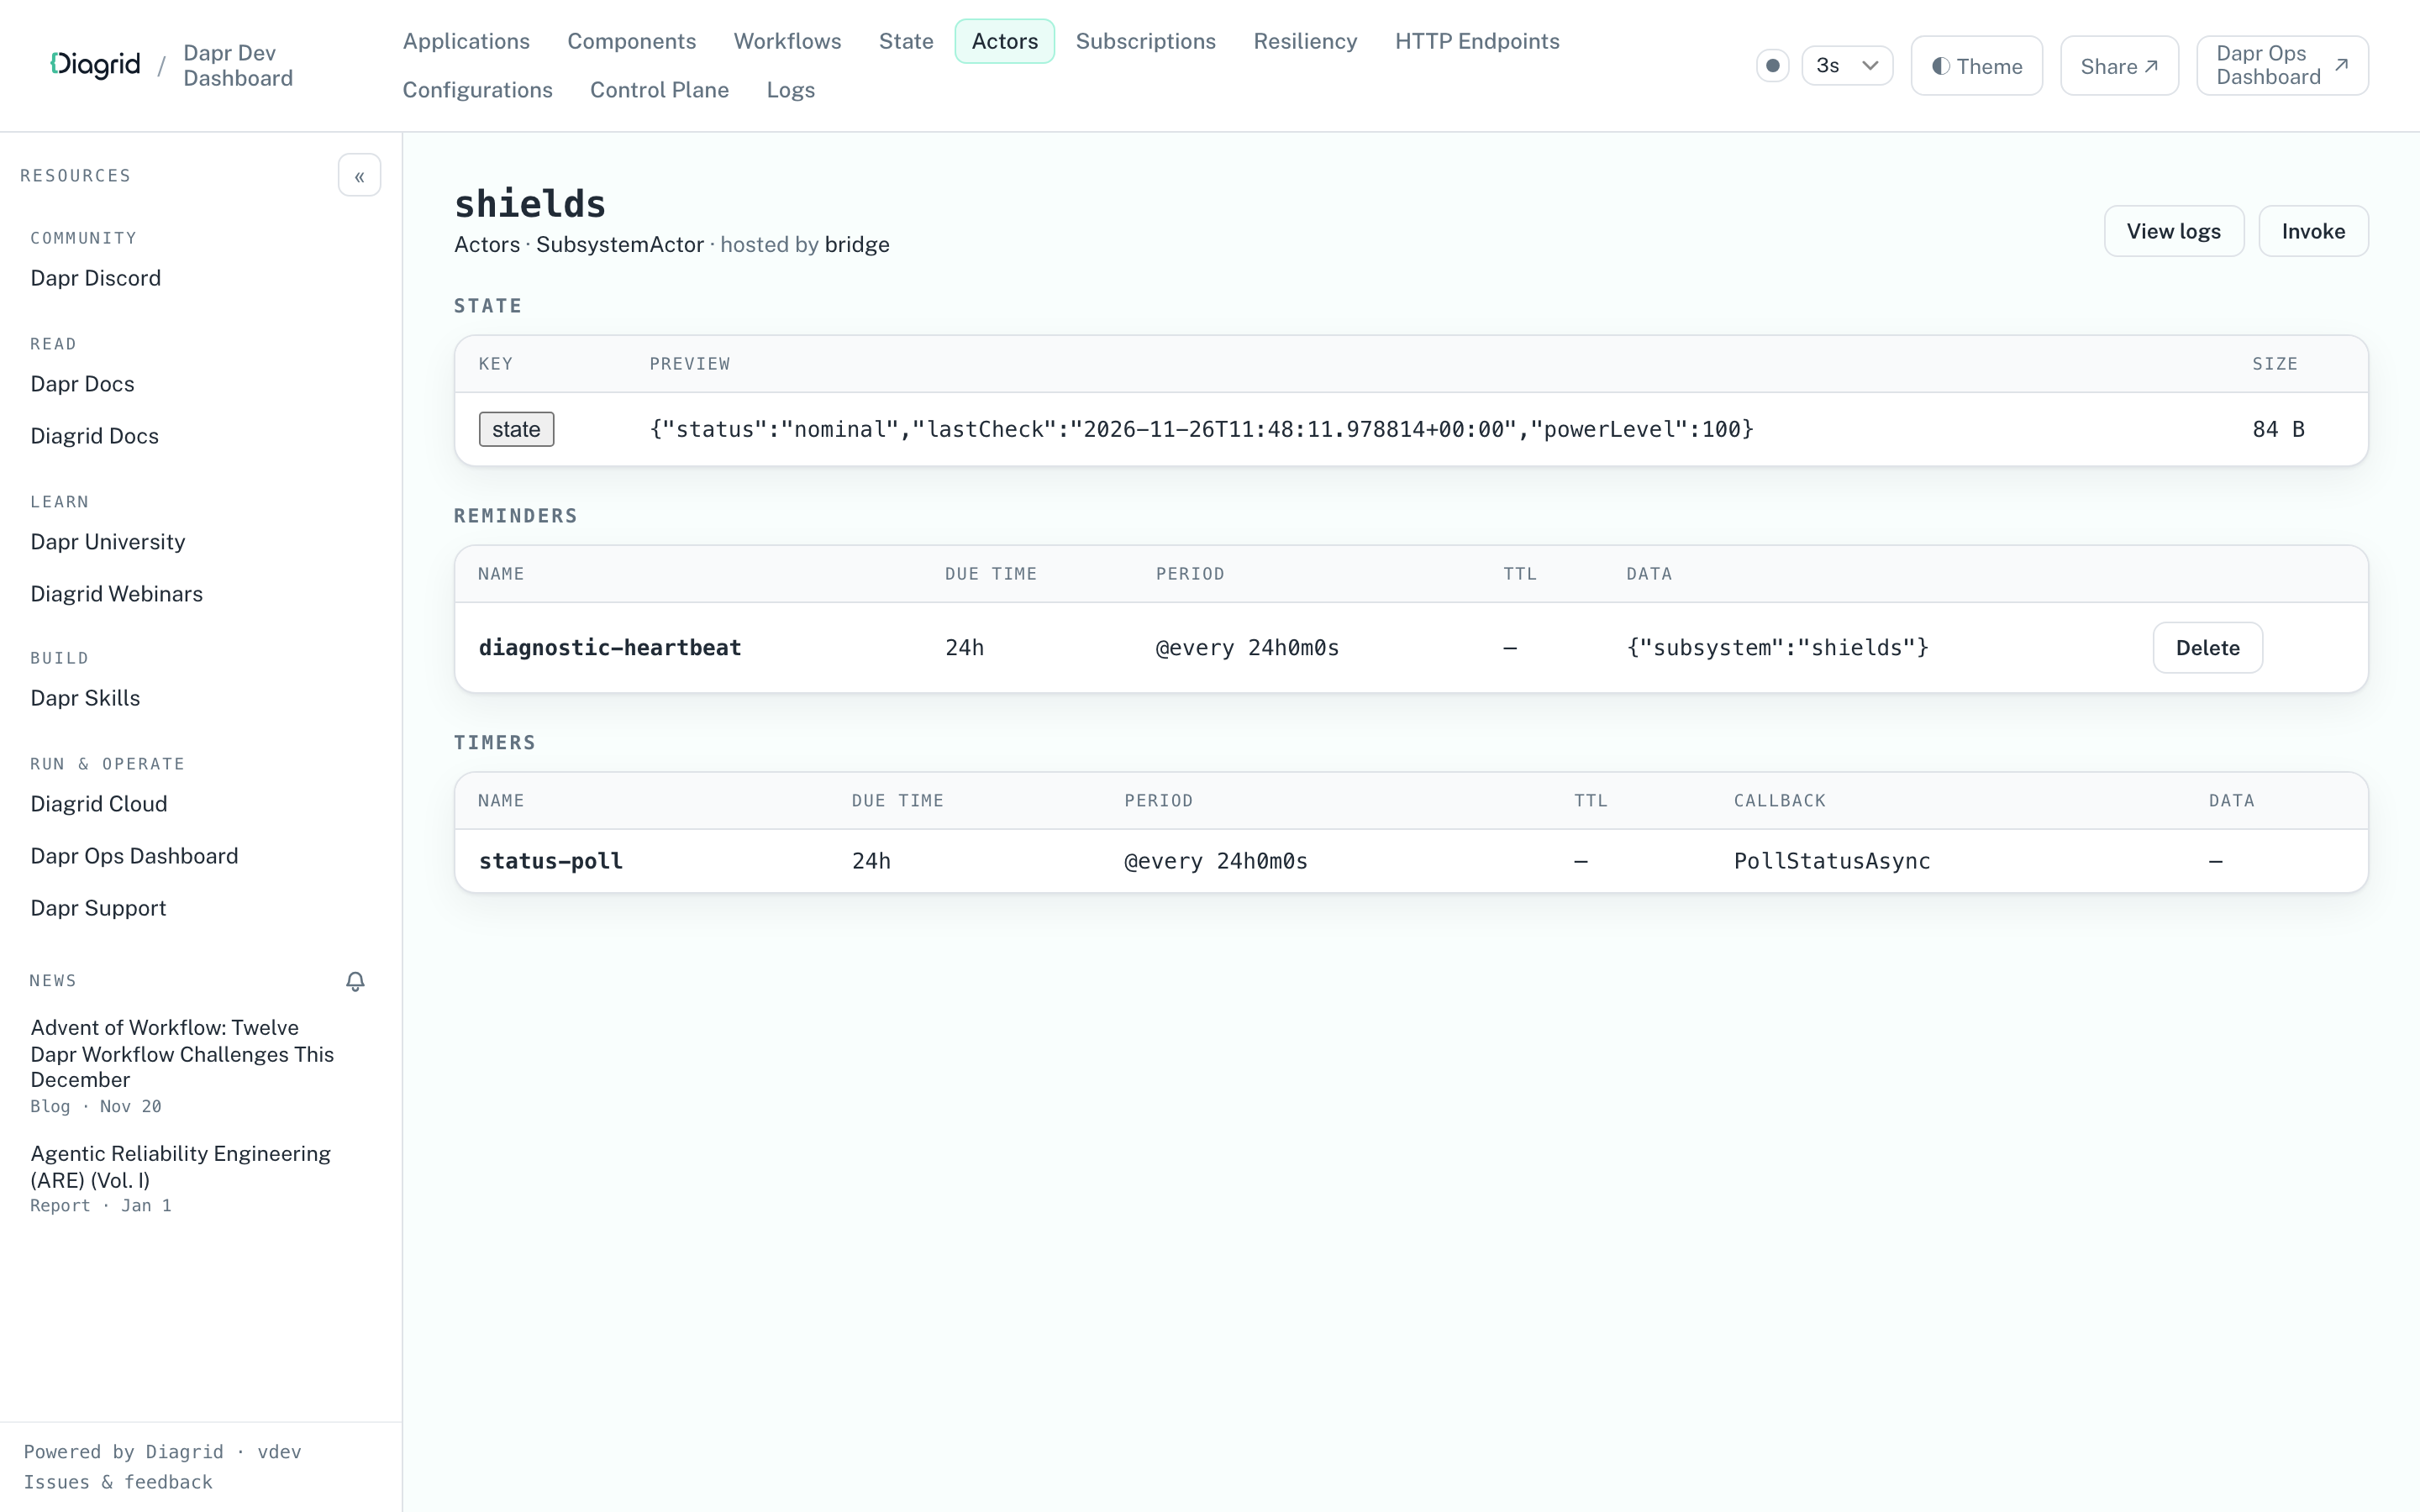 Diagrid / Dapr Dev Dashboard
Applications Components Workflows State Actors Subscriptions Resiliency HTTP Endpoints
Configurations Control Plane Logs
3s Theme Share ↗ Dapr Ops Dashboard ↗
RESOURCES «
COMMUNITY
Dapr Discord
READ
Dapr Docs
Diagrid Docs
LEARN
Dapr University
Diagrid Webinars
BUILD
Dapr Skills
RUN & OPERATE
Diagrid Cloud
Dapr Ops Dashboard
Dapr Support
NEWS
Advent of Workflow: Twelve
Dapr Workflow Challenges This
December
Blog · Nov 20
Agentic Reliability Engineering
(ARE) (Vol. I)
Report · Jan 1
Powered by Diagrid · vdev
Issues & feedback
shields
Actors · SubsystemActor · hosted by bridge
View logs Invoke
STATE
KEY PREVIEW SIZE
state {"status":"nominal","lastCheck":"2026-11-26T11:48:11.978814+00:00","powerLevel":100} 84 B
REMINDERS
NAME DUE TIME PERIOD TTL DATA
diagnostic-heartbeat 24h @every 24h0m0s — {"subsystem":"shields"} Delete
TIMERS
NAME DUE TIME PERIOD TTL CALLBACK DATA
status-poll 24h @every 24h0m0s — PollStatusAsync —